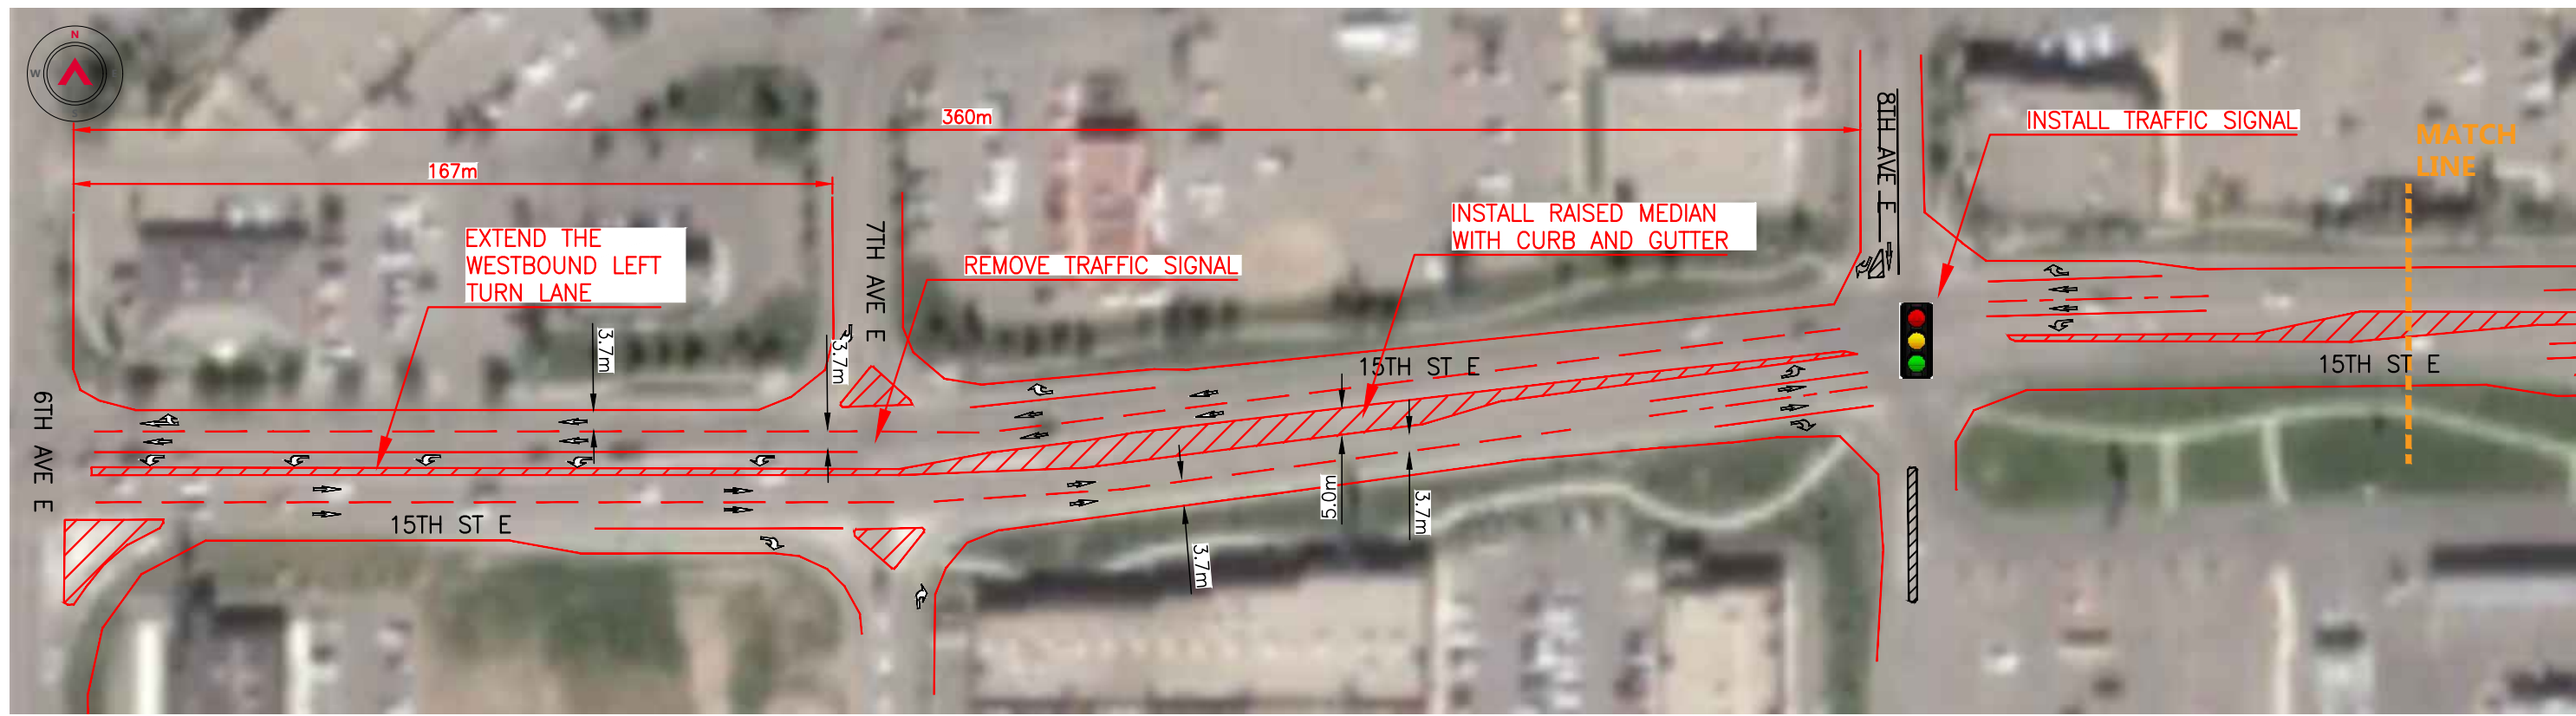 N
W
E
S
360m
167m
8TH AVE E
INSTALL TRAFFIC SIGNAL
MATCH
LINE
EXTEND THE
WESTBOUND LEFT
TURN LANE
7TH AVE E
REMOVE TRAFFIC SIGNAL
INSTALL RAISED MEDIAN
WITH CURB AND GUTTER
3.7m
3.7m
15TH ST E
15TH ST E
6TH AVE E
15TH ST E
5.0m
3.7m
3.7m